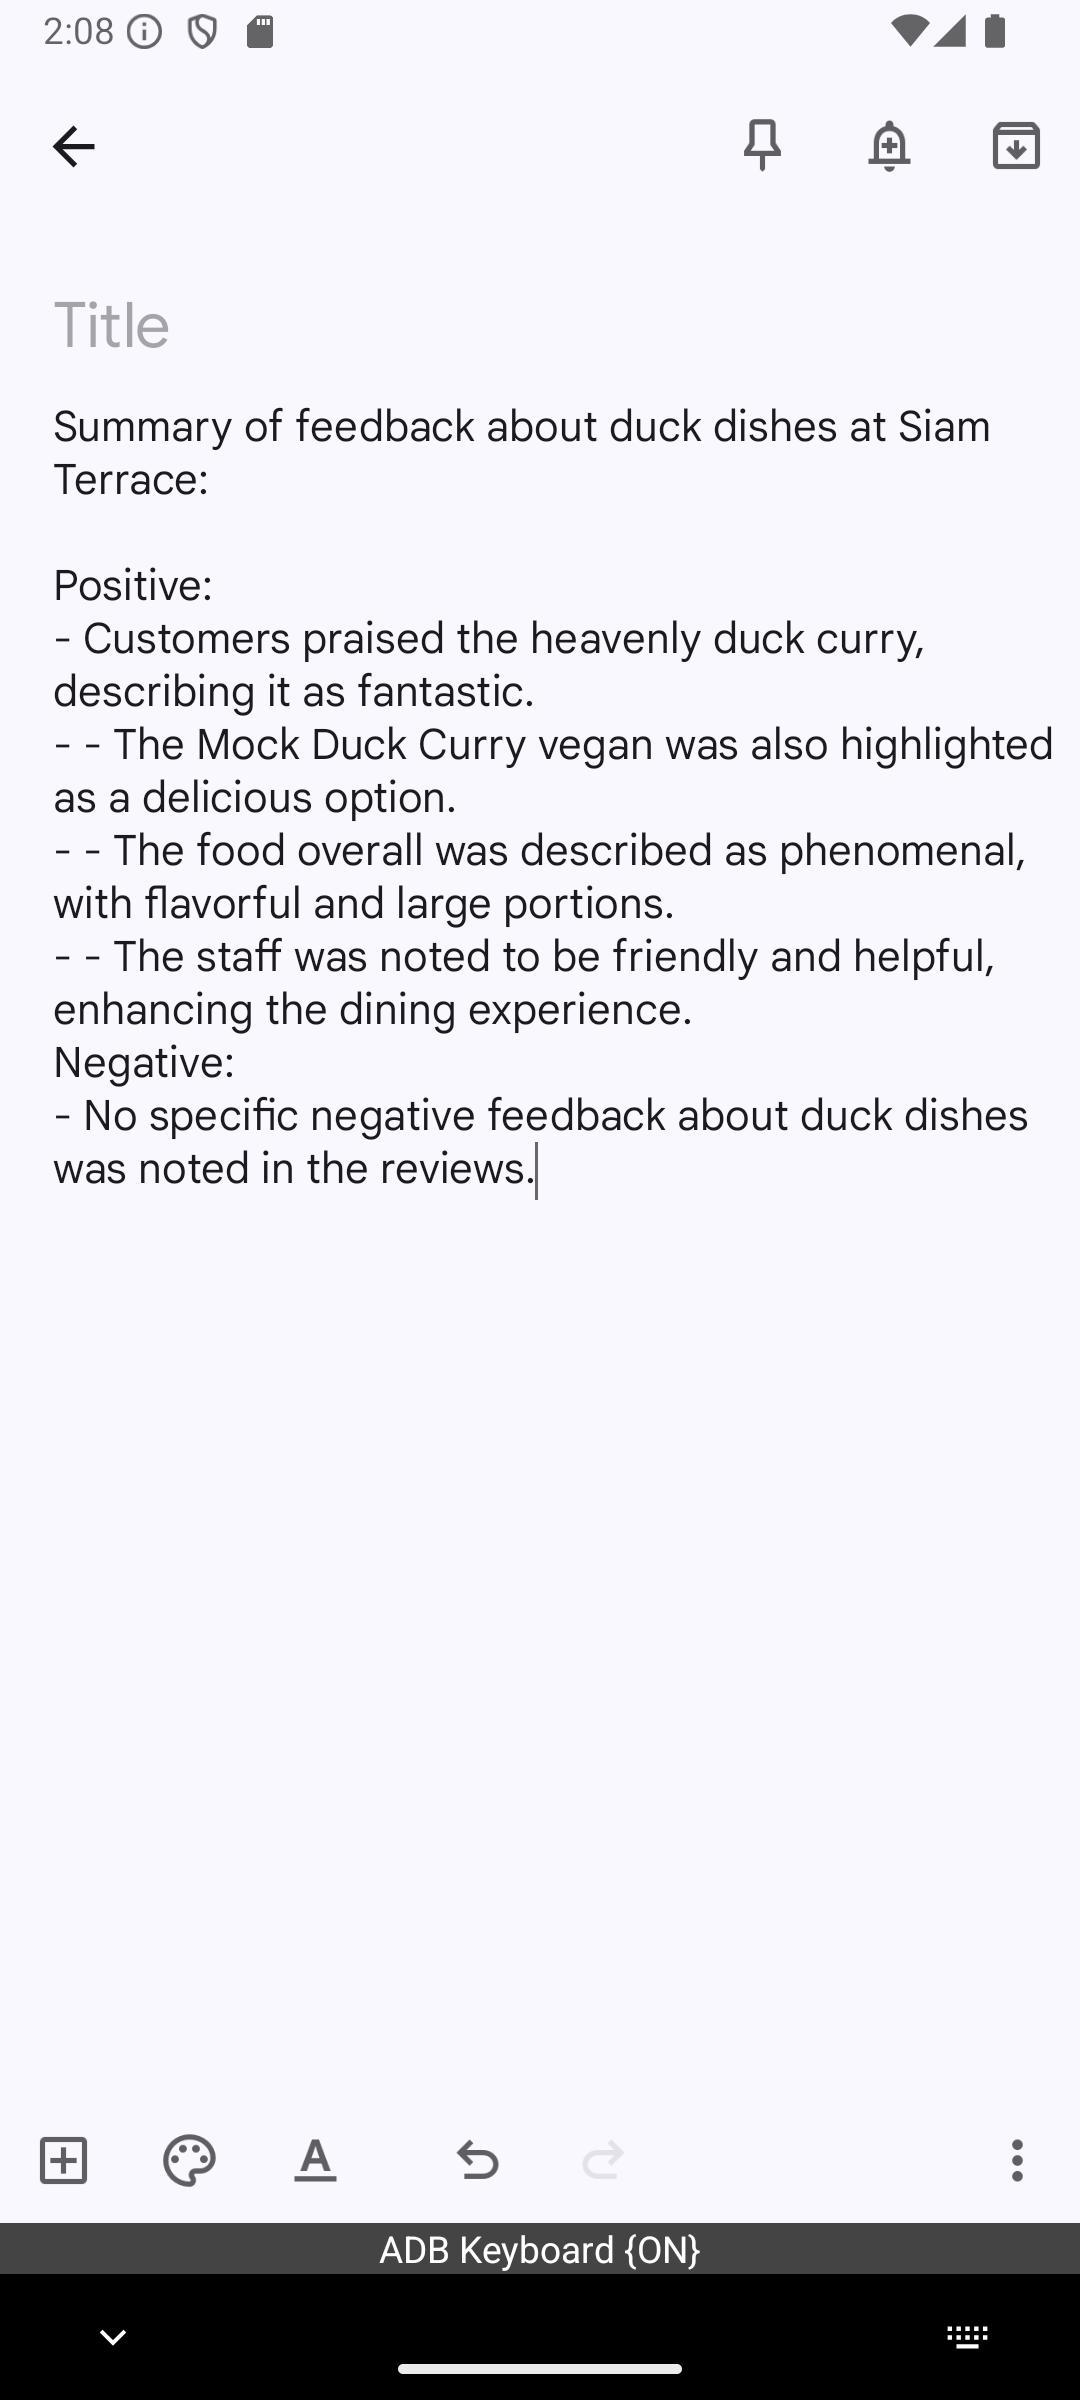 2:08
Title
Summary of feedback about duck dishes at Siam
Terrace:
Positive:
- Customers praised the heavenly duck curry,
describing it as fantastic.
- - The Mock Duck Curry vegan was also highlighted
as a delicious option.
- - The food overall was described as phenomenal,
with flavorful and large portions.
- - The staff was noted to be friendly and helpful,
enhancing the dining experience.
Negative:
- No specific negative feedback about duck dishes
was noted in the reviews.
A
ADB Keyboard {ON}